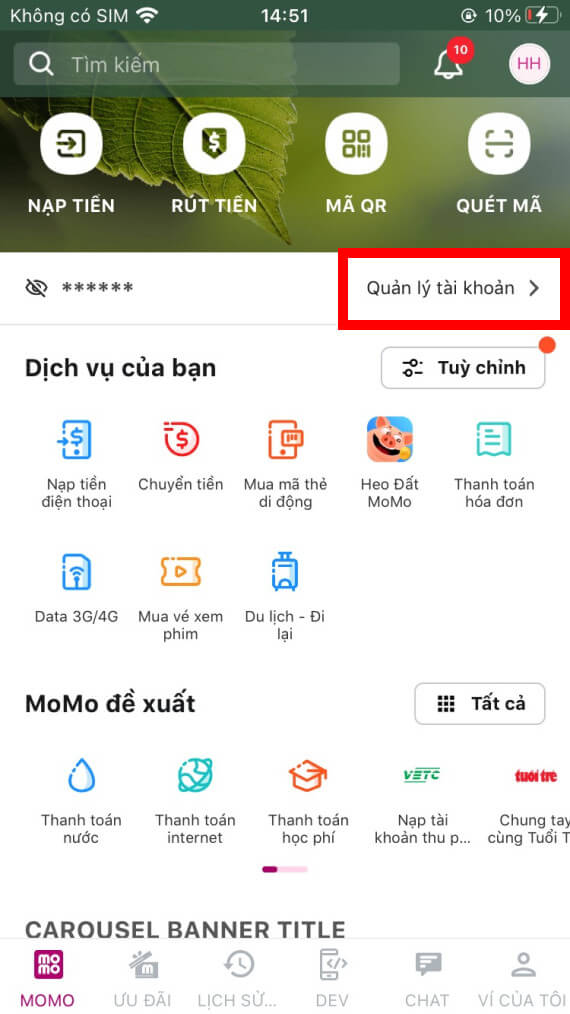 Không có SIM 14:51 10%
Tìm kiếm 10 HH
NẠP TIỀN RÚT TIỀN MÃ QR QUÉT MÃ
****** Quản lý tài khoản
Dịch vụ của bạn Tuỳ chỉnh
Nạp tiền Chuyển tiền Mua mã thẻ Heo Đất Thanh toán
điện thoại di động MoMo hóa đơn
Data 3G/4G Mua vé xem Du lịch - Đi
phim lại
MoMo đề xuất Tất cả
VETC tuổi trẻ
Thanh toán Thanh toán Thanh toán Nạp tài Chung tay
nước internet học phí khoản thu p... cùng Tuổi T
CAROUSEL BANNER TITLE
mo
mo m
MOMO ƯU ĐÃI LỊCH SỬ... DEV CHAT VÍ CỦA TÔI